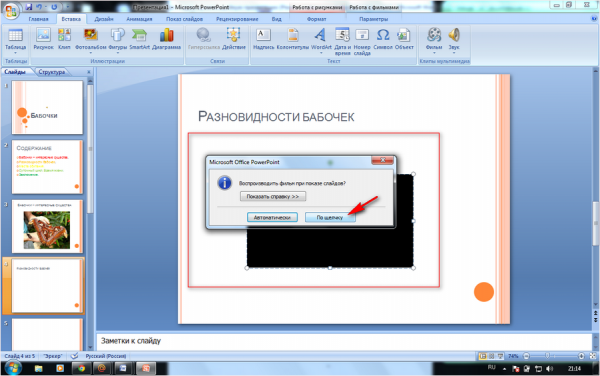 Презентация1 - Microsoft PowerPoint
Работа с рисунками
Работа с фильмами
Главная Вставка Дизайн Анимация Показ слайдов Рецензирование Вид Формат Параметры
Таблица Рисунок Клип Фотоальбом Фигуры SmartArt Диаграмма Гиперссылка Действие Надпись Колонтитулы WordArt Дата и время Номер слайда Символ Объект Фильм Звук
Таблицы Иллюстрации Связи Текст Клипы мультимедиа
Слайды Структура
1
БАБОЧКИ
2
СОДЕРЖАНИЕ
3
4
5
РАЗНОВИДНОСТИ БАБОЧЕК
Microsoft Office PowerPoint
Воспроизводить фильм при показе слайдов?
Показать справку >>
Автоматически По щелчку
Заметки к слайду
Слайд 4 из 5 "Эркер" Русский (Россия) 74%
RU 21:14